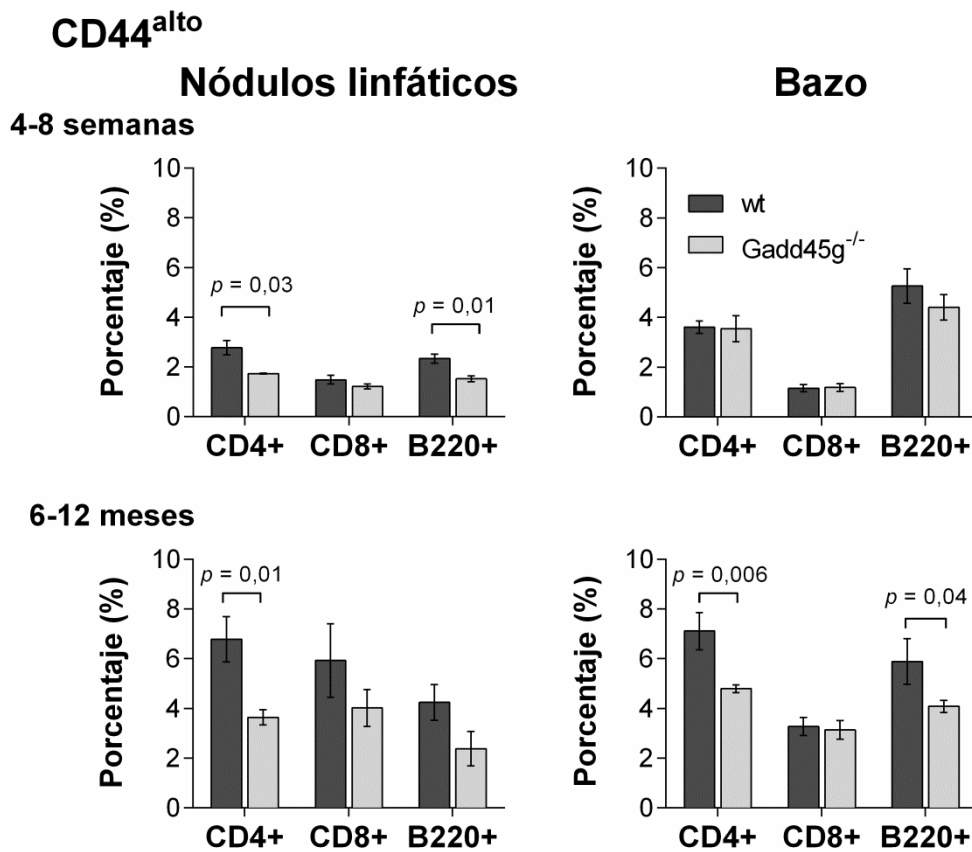 CD44^alto
Nódulos linfáticos
Bazo
4-8 semanas
Porcentaje (%)
10
8
6
4
2
0
p = 0,03
p = 0,01
CD4+ CD8+ B220+
Porcentaje (%)
10
8
6
4
2
0
wt
Gadd45g^-/-
CD4+ CD8+ B220+
6-12 meses
Porcentaje (%)
10
8
6
4
2
0
p = 0,01
CD4+ CD8+ B220+
Porcentaje (%)
10
8
6
4
2
0
p = 0,006
p = 0,04
CD4+ CD8+ B220+